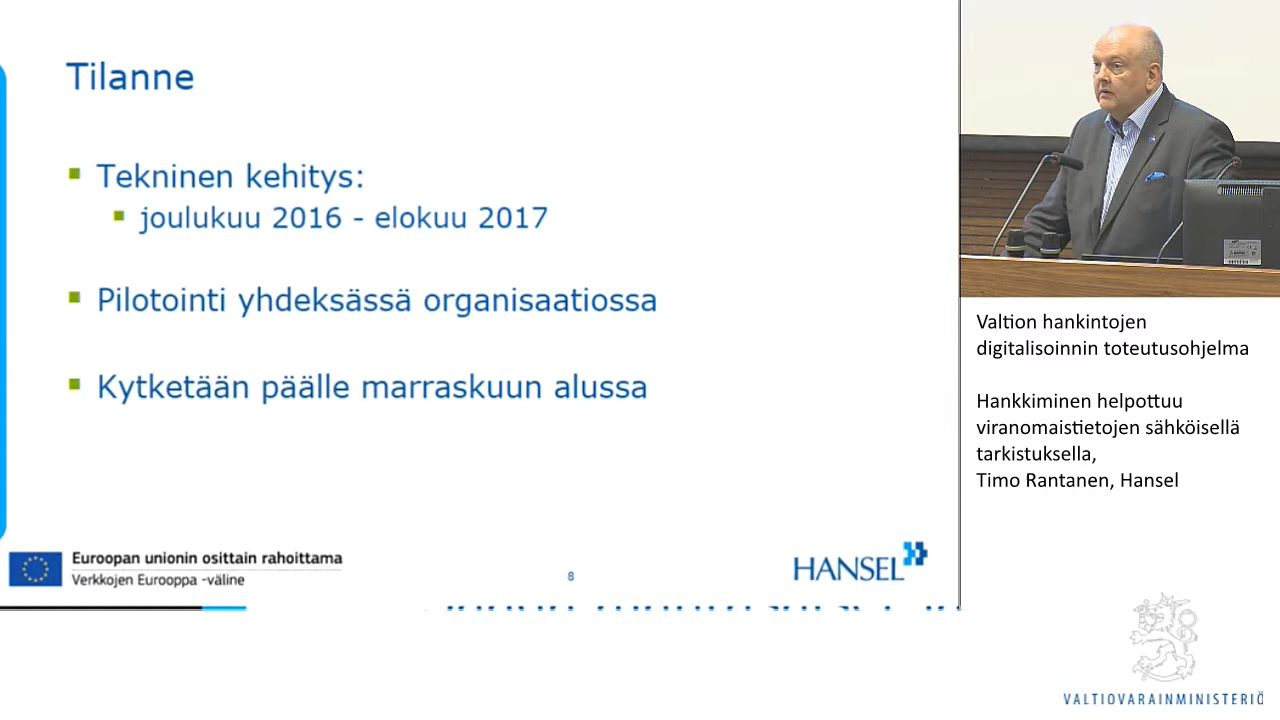 Tilanne
Tekninen kehitys:
joulukuu 2016 - elokuu 2017
Pilotointi yhdeksässä organisaatiossa
Kytketään päälle marraskuun alussa
Euroopan unionin osittain rahoittama
Verkkojen Eurooppa -väline
8
HANSEL
Valtion hankintojen
digitalisoinnin toteutusohjelma
Hankkiminen helpottuu
viranomaistietojen sähköisellä
tarkistuksella,
Timo Rantanen, Hansel
VALTIOVARAINMINISTERIÖ